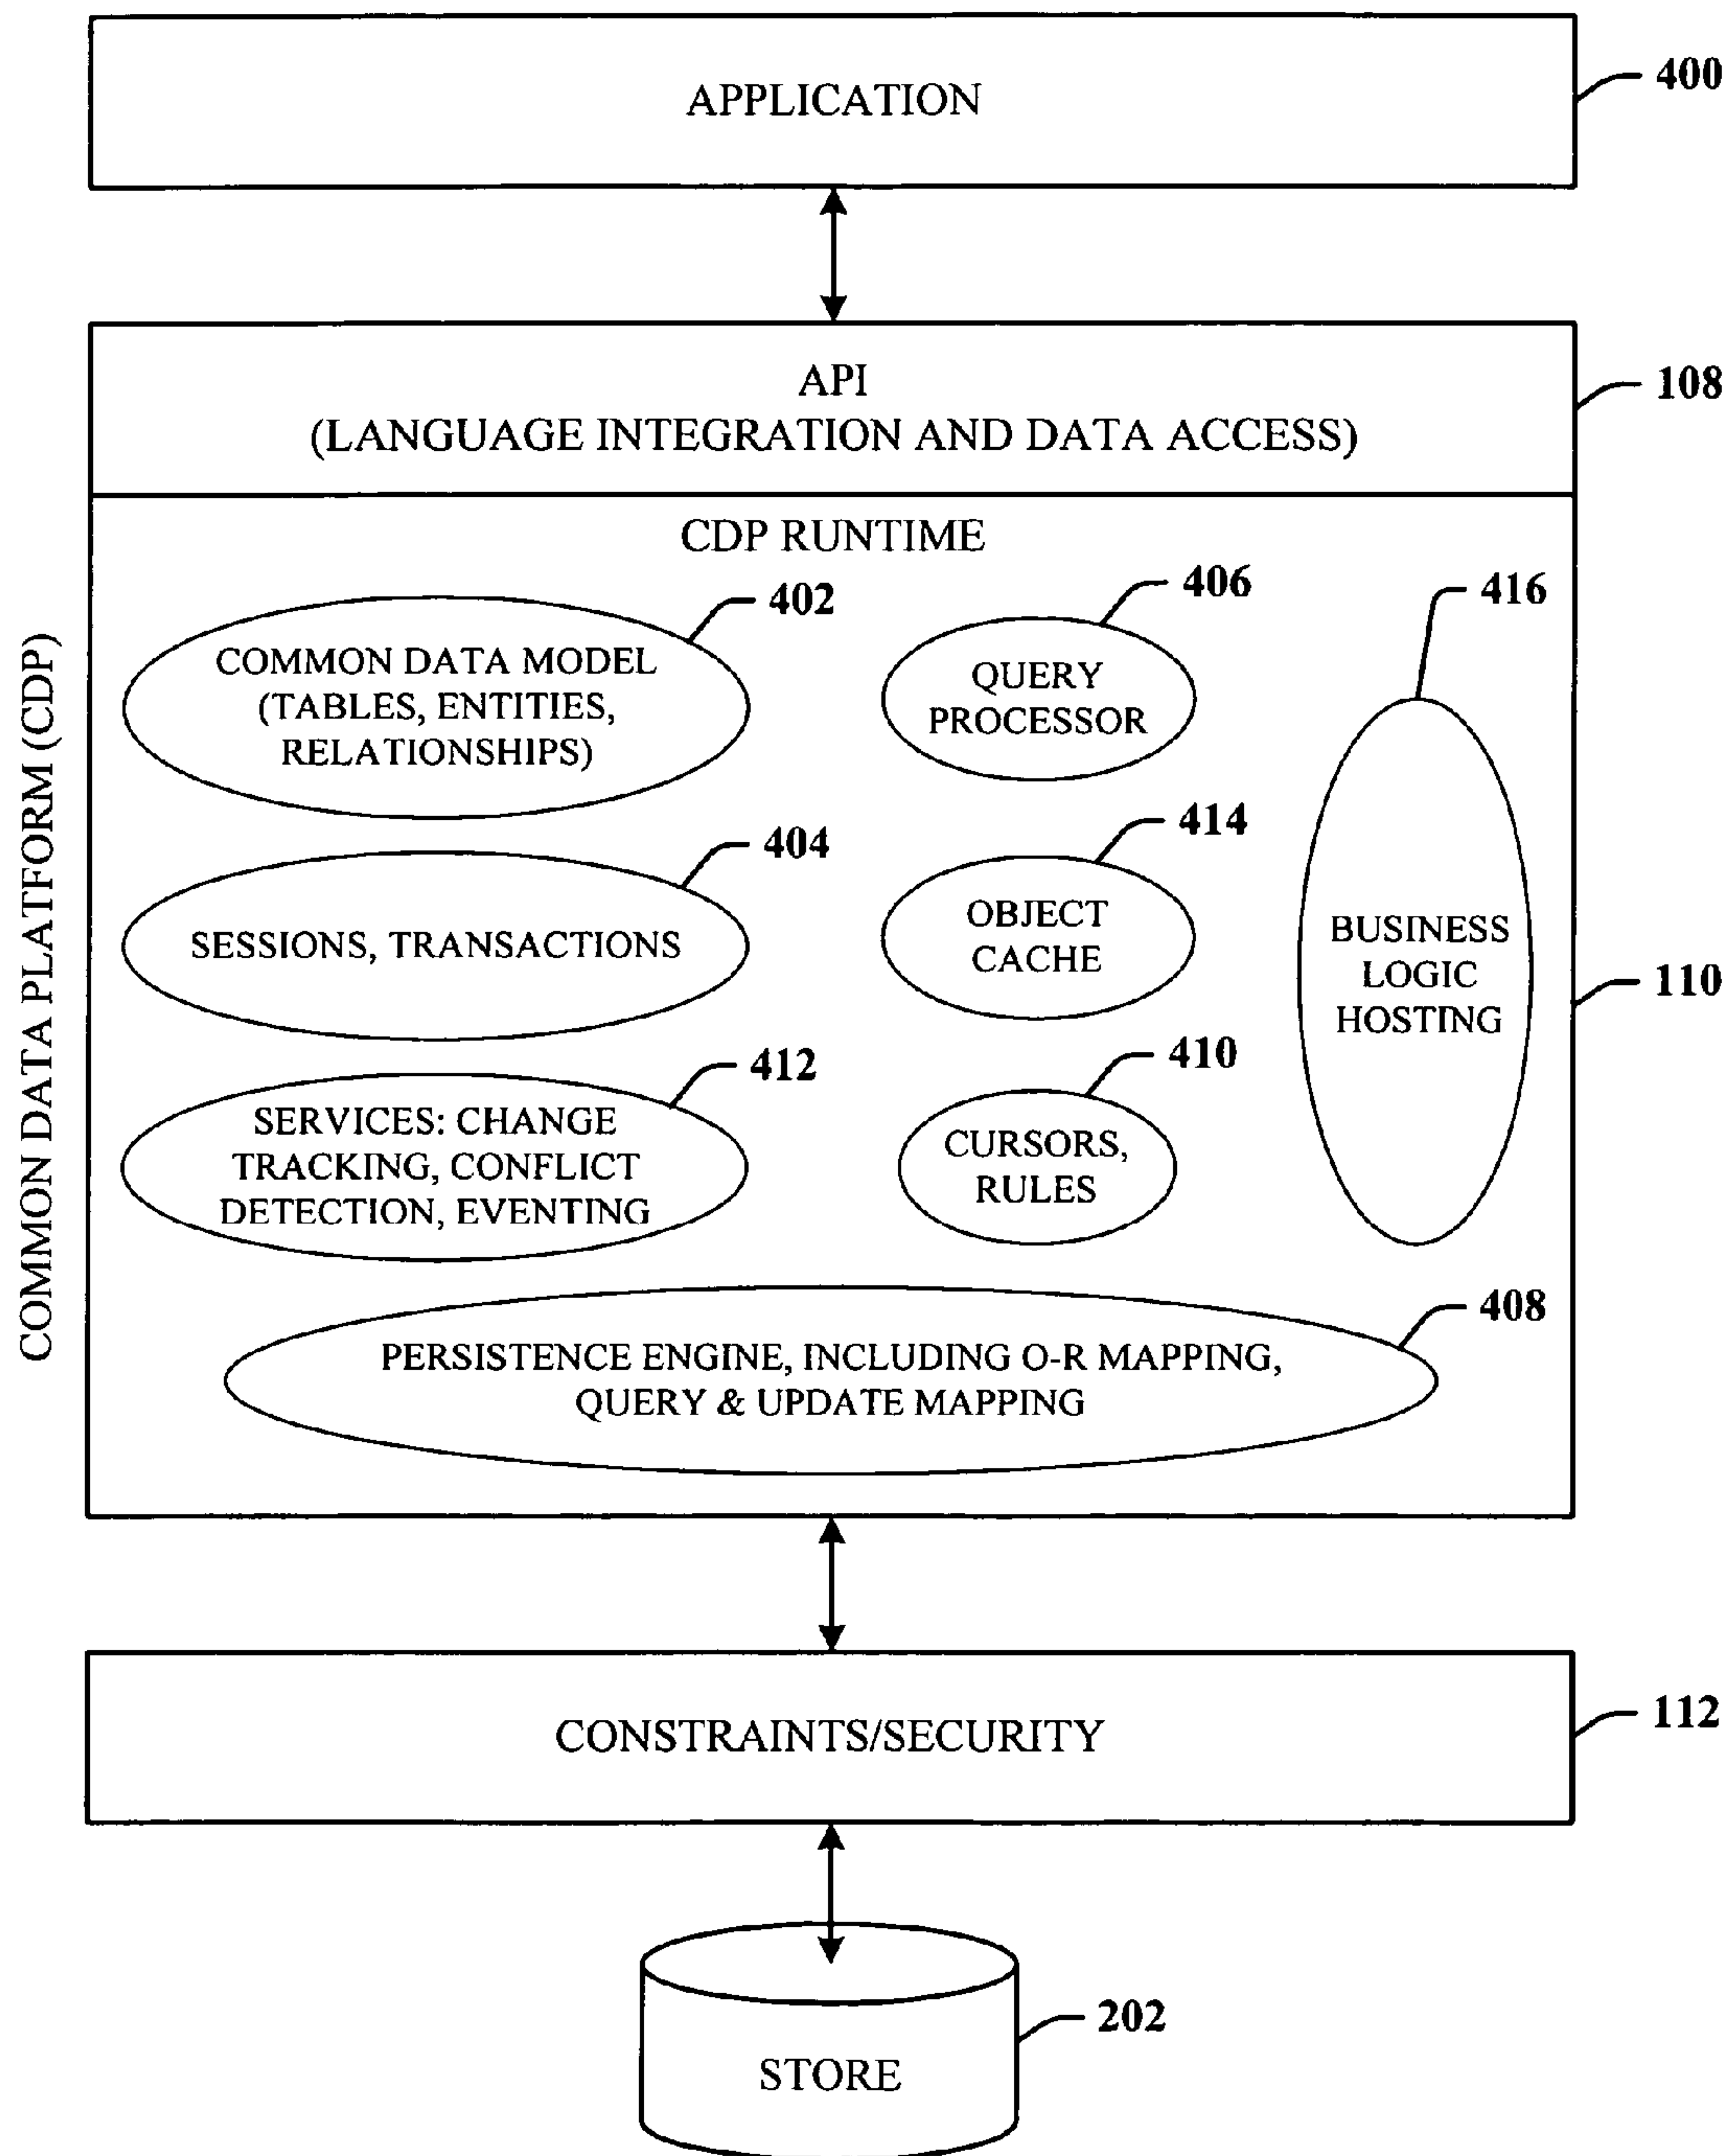 APPLICATION
400
API
(LANGUAGE INTEGRATION AND DATA ACCESS)
108
COMMON DATA PLATFORM (CDP)
CDP RUNTIME
402
COMMON DATA MODEL
(TABLES, ENTITIES,
RELATIONSHIPS)
406
QUERY
PROCESSOR
416
BUSINESS
LOGIC
HOSTING
404
SESSIONS, TRANSACTIONS
414
OBJECT
CACHE
110
412
SERVICES: CHANGE
TRACKING, CONFLICT
DETECTION, EVENTING
410
CURSORS,
RULES
408
PERSISTENCE ENGINE, INCLUDING O-R MAPPING,
QUERY & UPDATE MAPPING
CONSTRAINTS/SECURITY
112
202
STORE